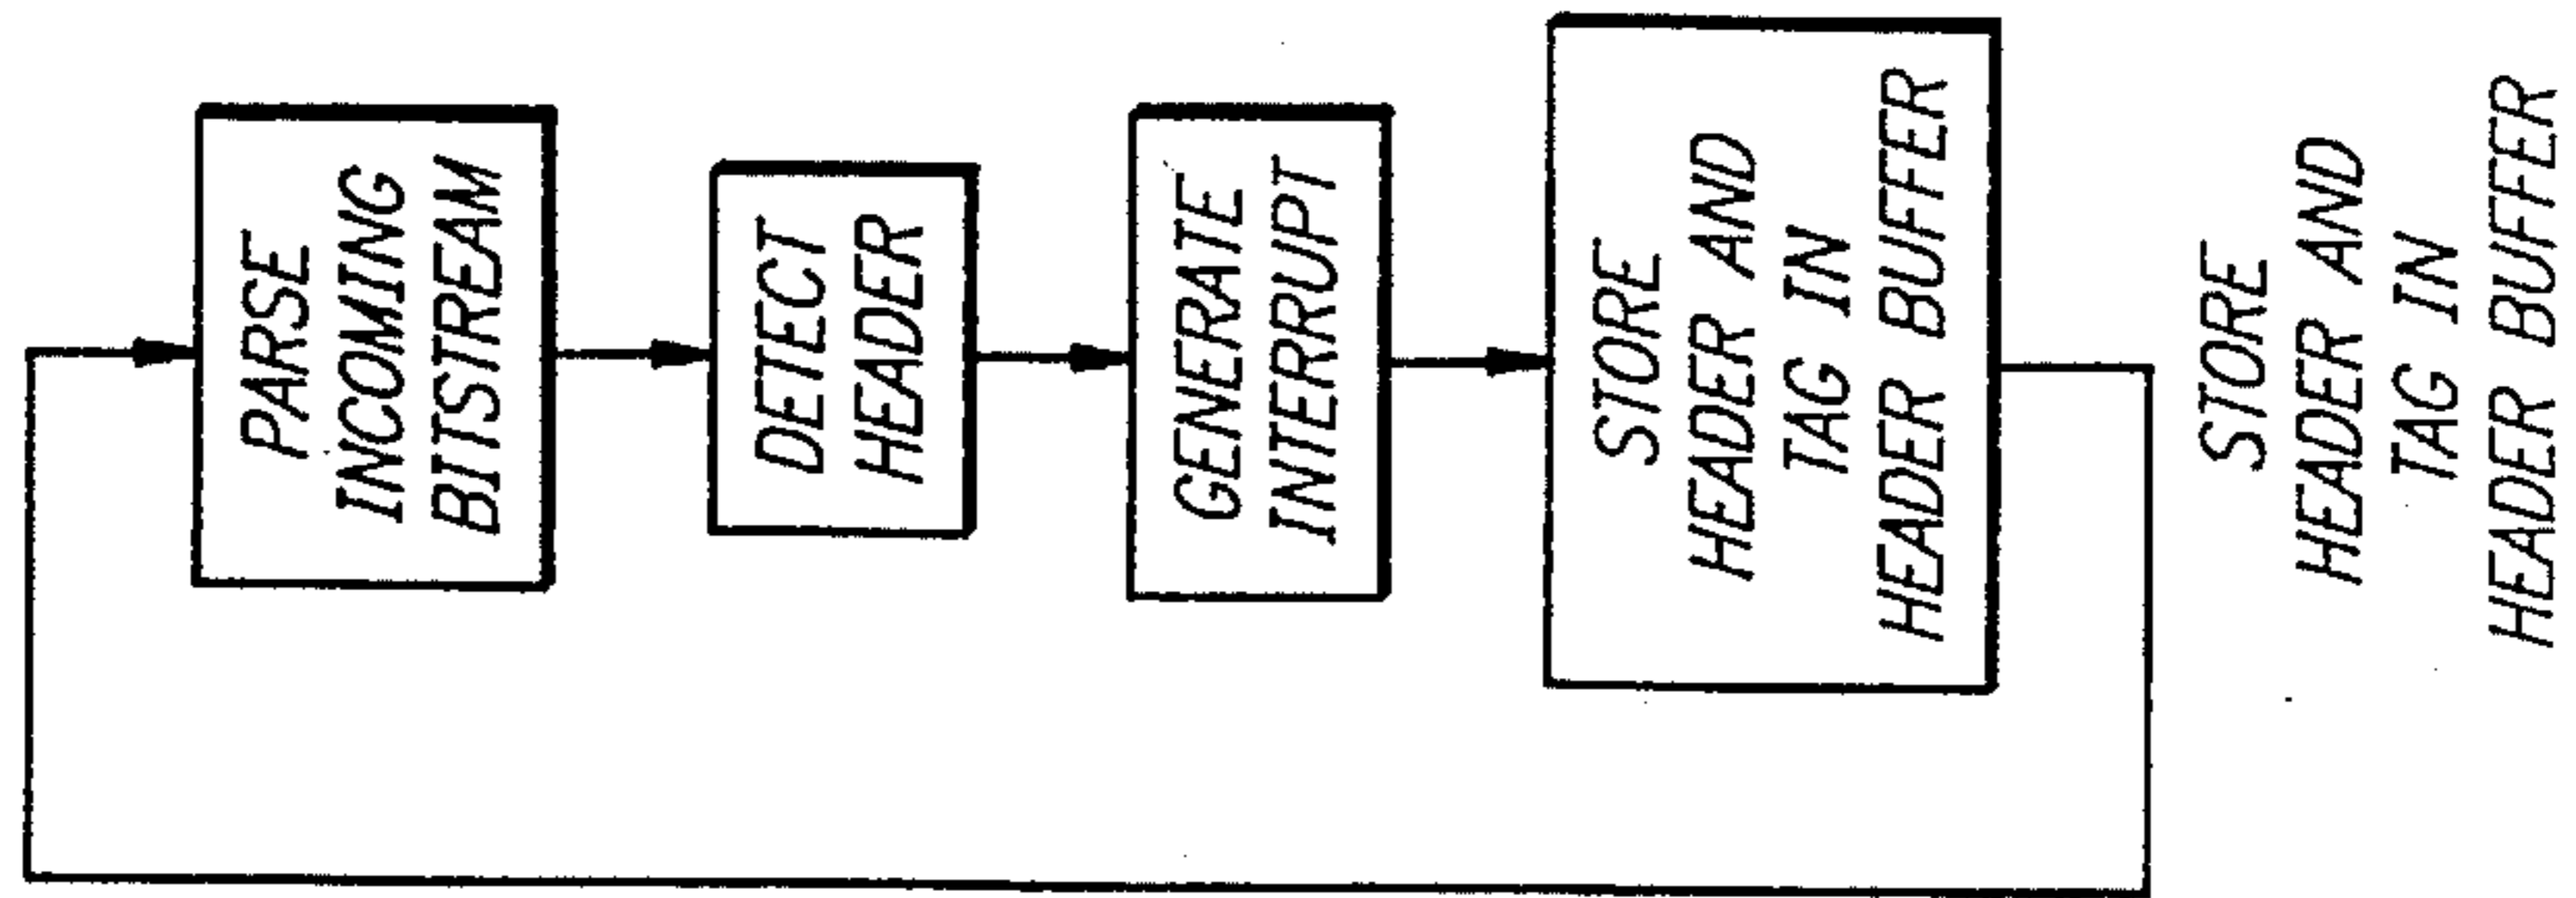 PARSE
INCOMING
BITSTREAM
DETECT
HEADER
GENERATE
INTERRUPT
STORE
HEADER AND
TAG IN
HEADER BUFFER
STORE
HEADER AND
TAG IN
HEADER BUFFER